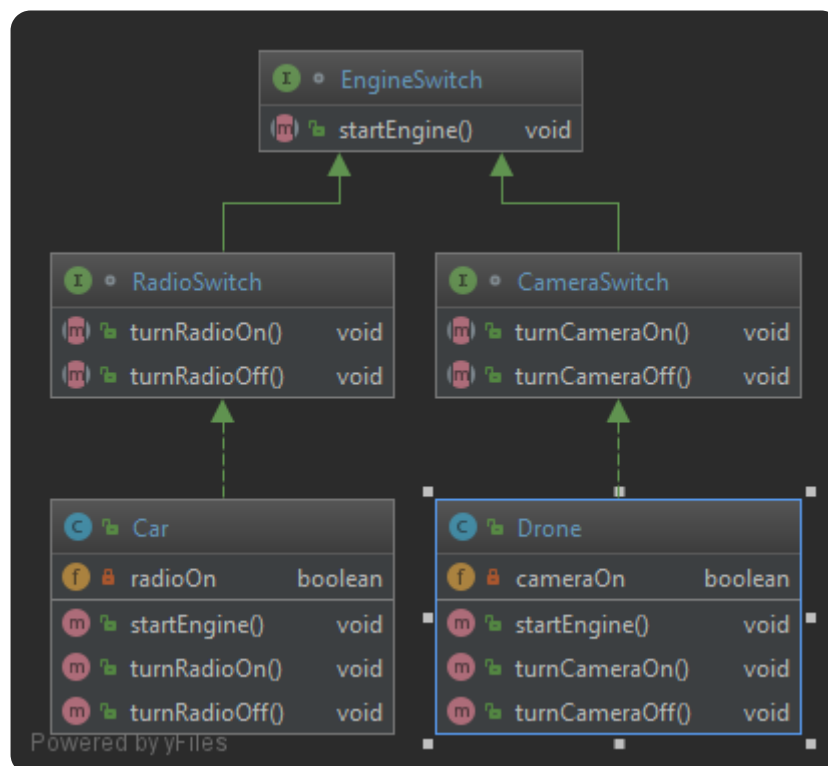 EngineSwitch
startEngine() void
RadioSwitch
turnRadioOn() void
turnRadioOff() void
CameraSwitch
turnCameraOn() void
turnCameraOff() void
Car
radioOn boolean
startEngine() void
turnRadioOn() void
turnRadioOff() void
Drone
cameraOn boolean
startEngine() void
turnCameraOn() void
turnCameraOff() void
Powered by yFiles